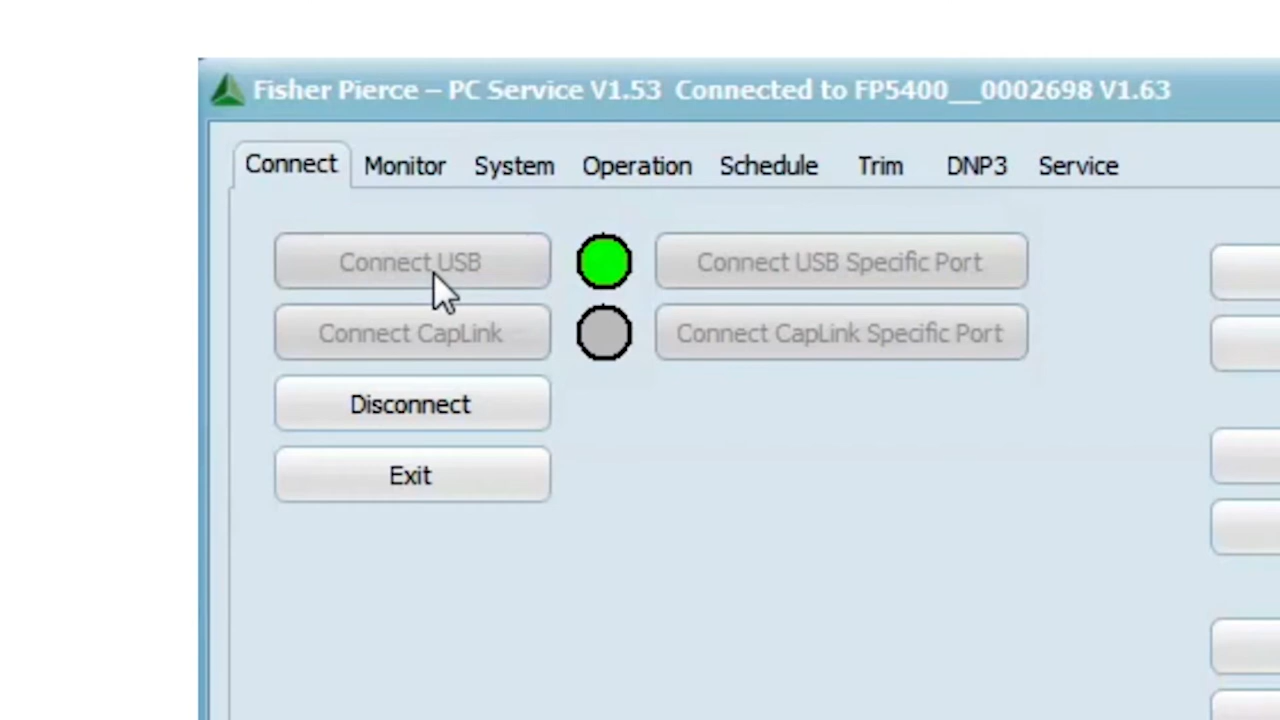 Fisher Pierce – PC Service V1.53 Connected to FP5400__0002698 V1.63
Connect Monitor System Operation Schedule Trim DNP3 Service
Connect USB Connect USB Specific Port
Connect CapLink Connect CapLink Specific Port
Disconnect
Exit